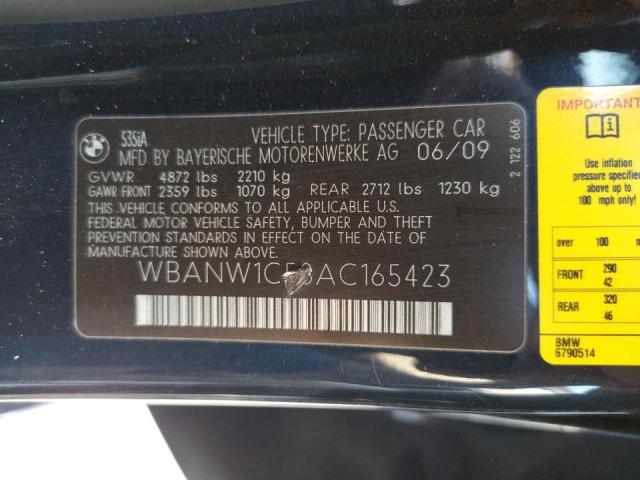 BMW
535iA
VEHICLE TYPE: PASSENGER CAR
MFD BY BAYERISCHE MOTORENWERKE AG 06/09
GVWR 4872 lbs 2210 kg
GAWR FRONT 2359 lbs 1070 kg REAR 2712 lbs 1230 kg
THIS VEHICLE CONFORMS TO ALL APPLICABLE U.S.
FEDERAL MOTOR VEHICLE SAFETY, BUMPER AND THEFT
PREVENTION STANDARDS IN EFFECT ON THE DATE OF
MANUFACTURE SHOWN ABOVE.
2 1122 606
IMPORTANT
Use inflation
pressure specified
above up to
100 mph only!
over 100 m
FRONT 290
42
REAR 320
46
BMW
6790514